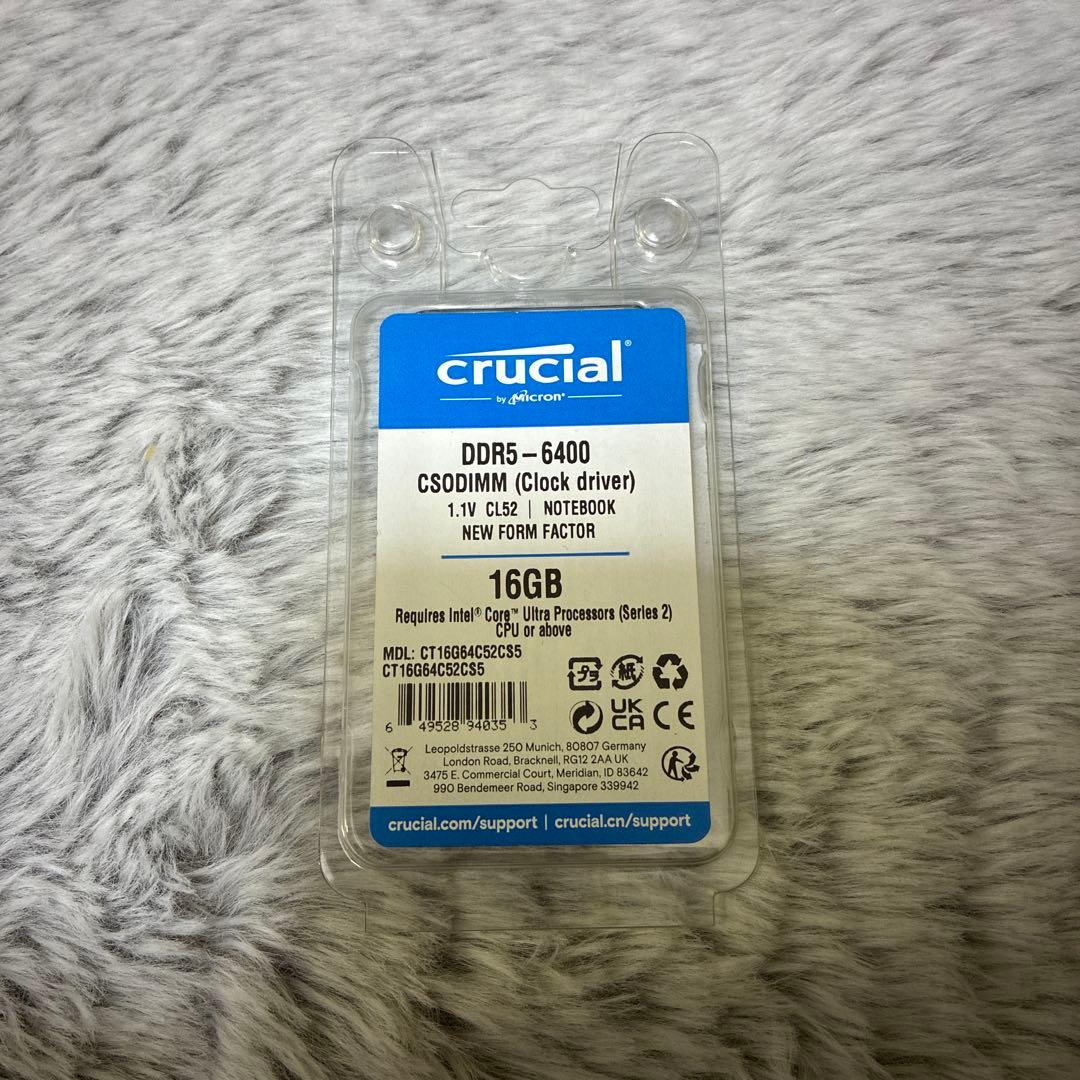 crucial®
by Micron®
DDR5-6400
CSODIMM (Clock driver)
1.1V CL52 | NOTEBOOK
NEW FORM FACTOR
16GB
Requires Intel® Core™ Ultra Processors (Series 2)
CPU or above
MDL: CT16G64C52CS5
CT16G64C52CS5
プラ
紙
UK
CA
CE
6 49528 94035 3
Leopoldstrasse 250 Munich, 80807 Germany
London Road, Bracknell, RG12 2AA UK
3475 E. Commercial Court, Meridian, ID 83642
990 Bendemeer Road, Singapore 339942
crucial.com/support | crucial.cn/support